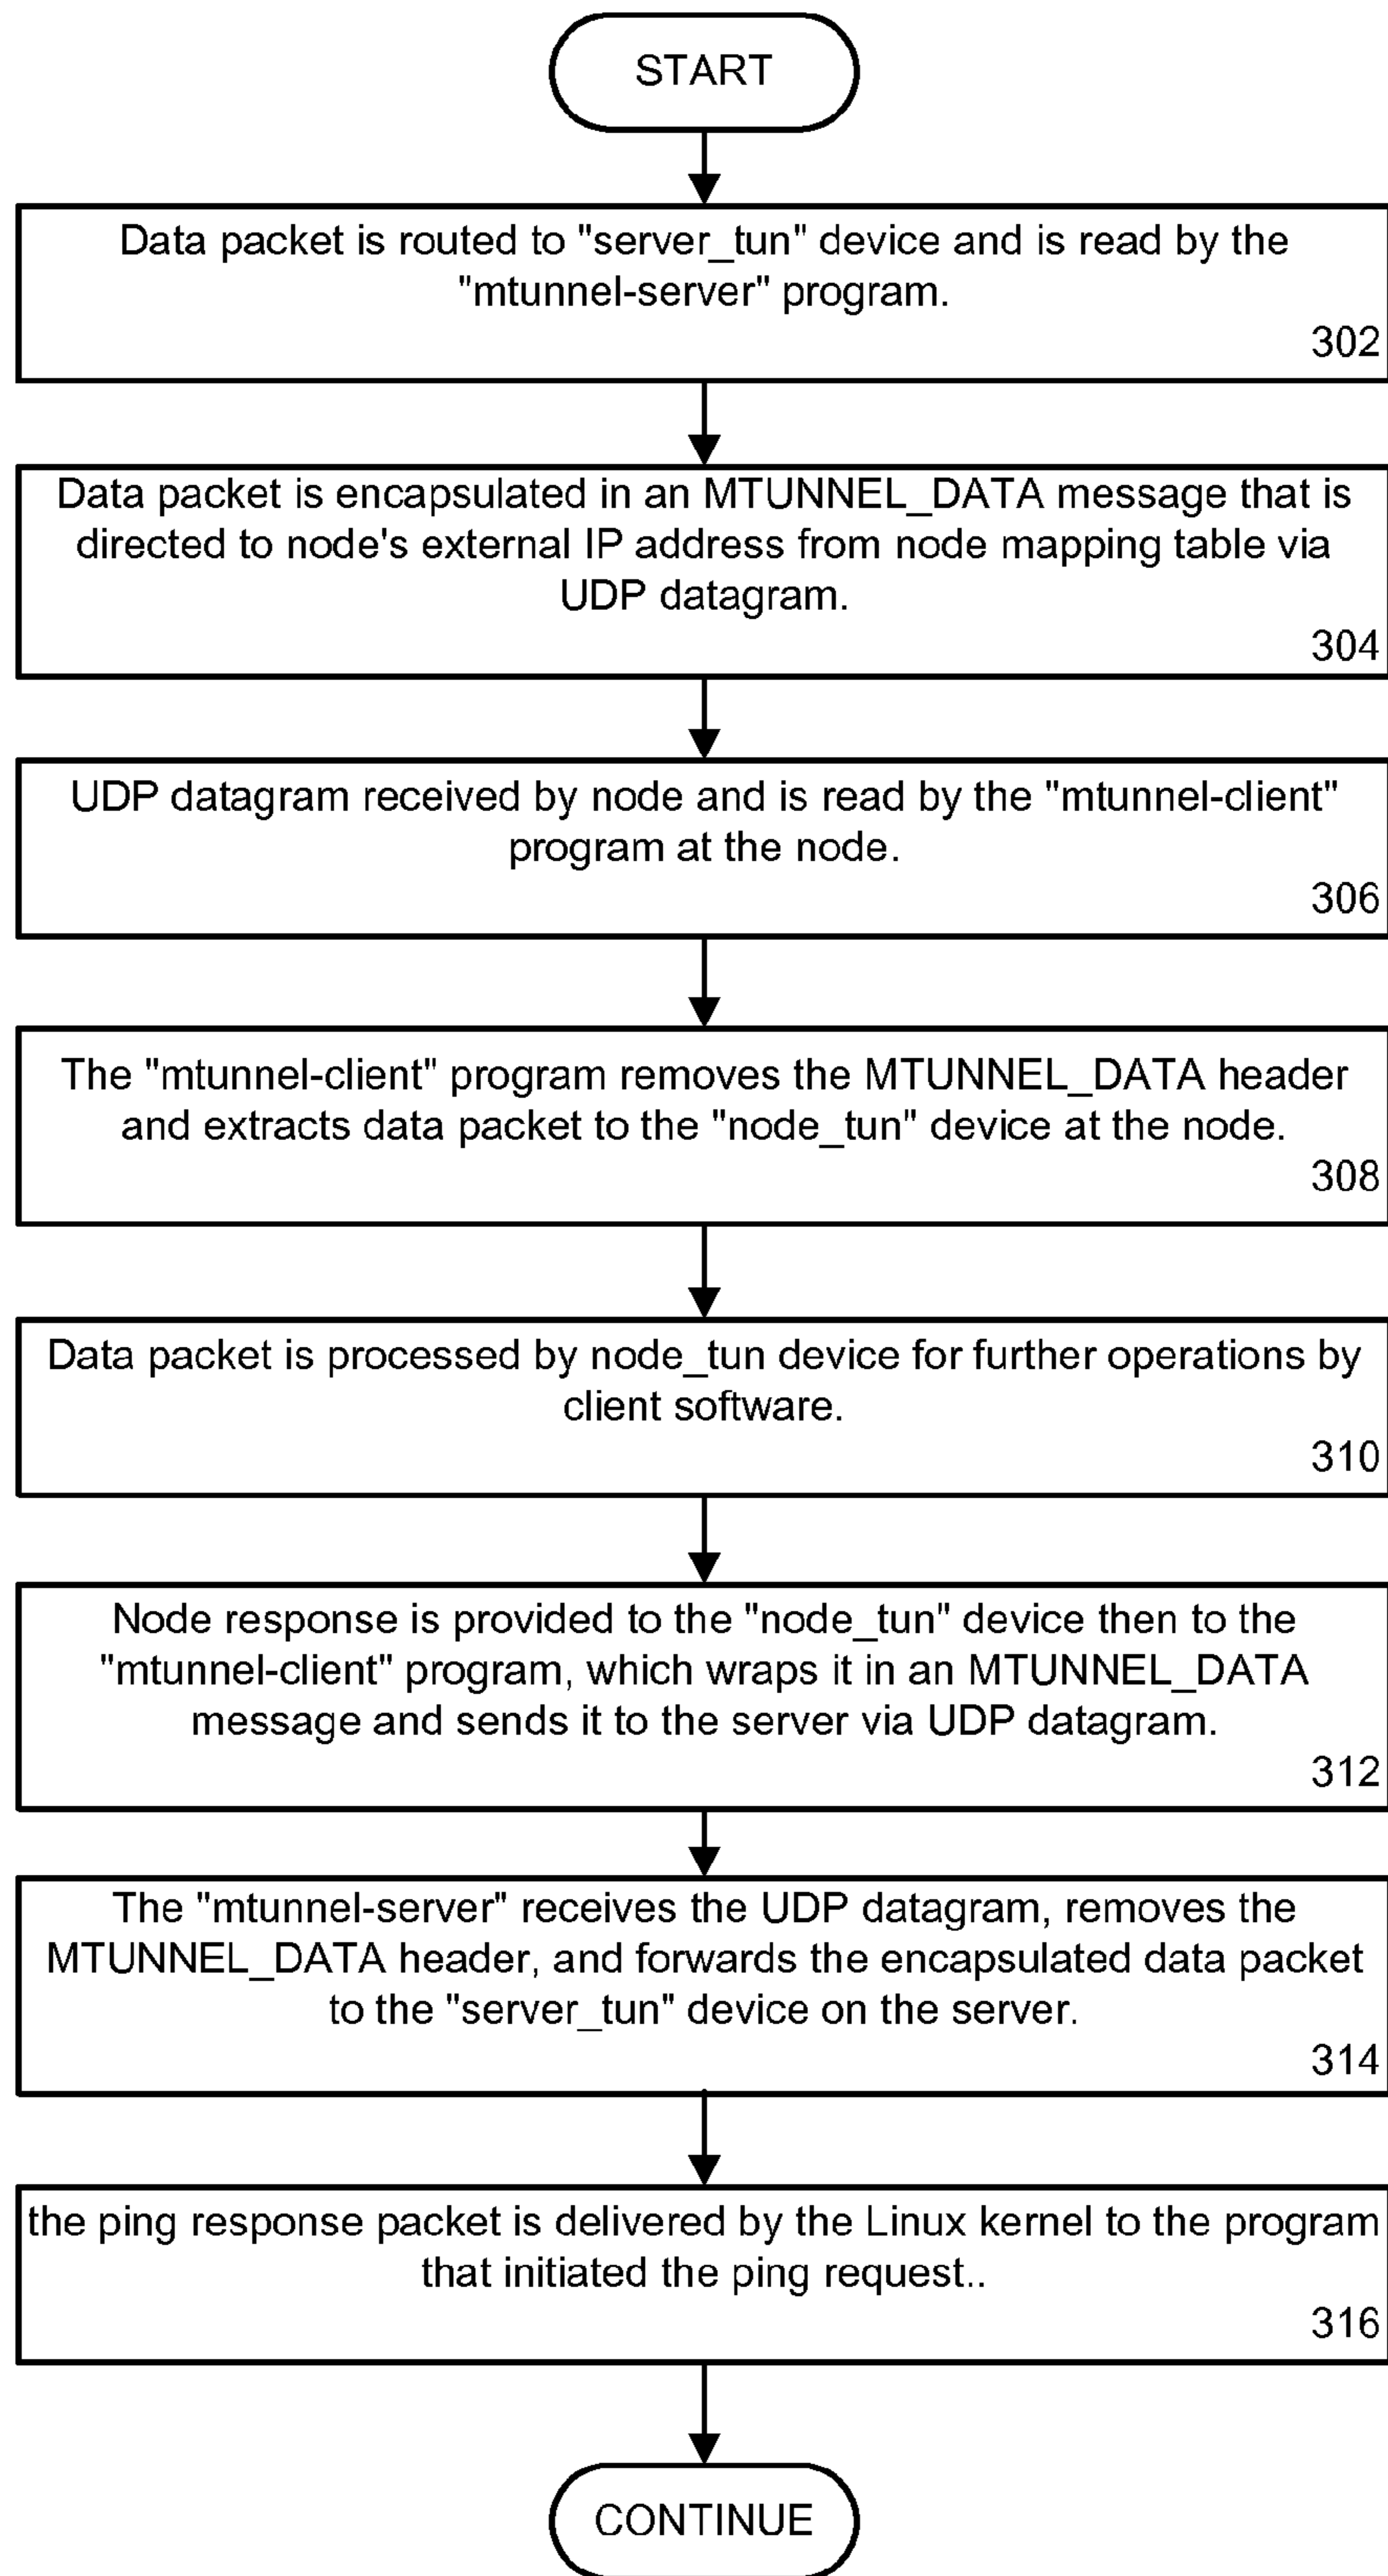 START
Data packet is routed to "server_tun" device and is read by the
"mtunnel-server" program.
302
Data packet is encapsulated in an MTUNNEL_DATA message that is
directed to node's external IP address from node mapping table via
UDP datagram.
304
UDP datagram received by node and is read by the "mtunnel-client"
program at the node.
306
The "mtunnel-client" program removes the MTUNNEL_DATA header
and extracts data packet to the "node_tun" device at the node.
308
Data packet is processed by node_tun device for further operations by
client software.
310
Node response is provided to the "node_tun" device then to the
"mtunnel-client" program, which wraps it in an MTUNNEL_DATA
message and sends it to the server via UDP datagram.
312
The "mtunnel-server" receives the UDP datagram, removes the
MTUNNEL_DATA header, and forwards the encapsulated data packet
to the "server_tun" device on the server.
314
the ping response packet is delivered by the Linux kernel to the program
that initiated the ping request..
316
CONTINUE